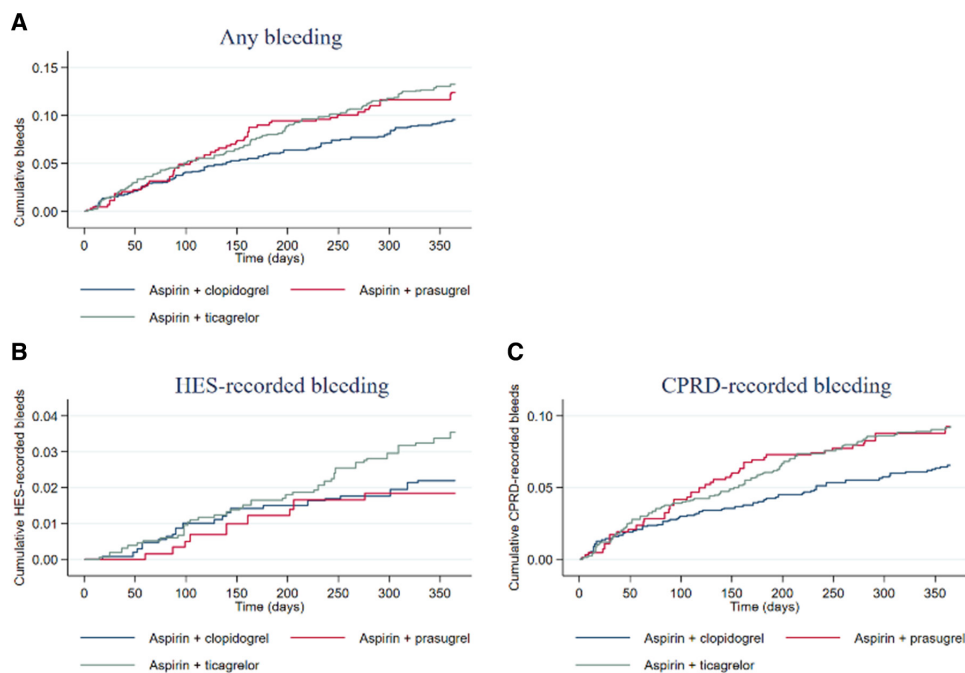 A
Any bleeding
Cumulative bleeds
0.15
0.10
0.05
0.00
0 50 100 150 200 250 300 350
Time (days)
Aspirin + clopidogrel Aspirin + prasugrel
Aspirin + ticagrelor
B
HES-recorded bleeding
Cumulative HES-recorded bleeds
0.04
0.03
0.02
0.01
0.00
0 50 100 150 200 250 300 350
Time (days)
Aspirin + clopidogrel Aspirin + prasugrel
Aspirin + ticagrelor
C
CPRD-recorded bleeding
Cumulative CPRD-recorded bleeds
0.10
0.05
0.00
0 50 100 150 200 250 300 350
Time (days)
Aspirin + clopidogrel Aspirin + prasugrel
Aspirin + ticagrelor